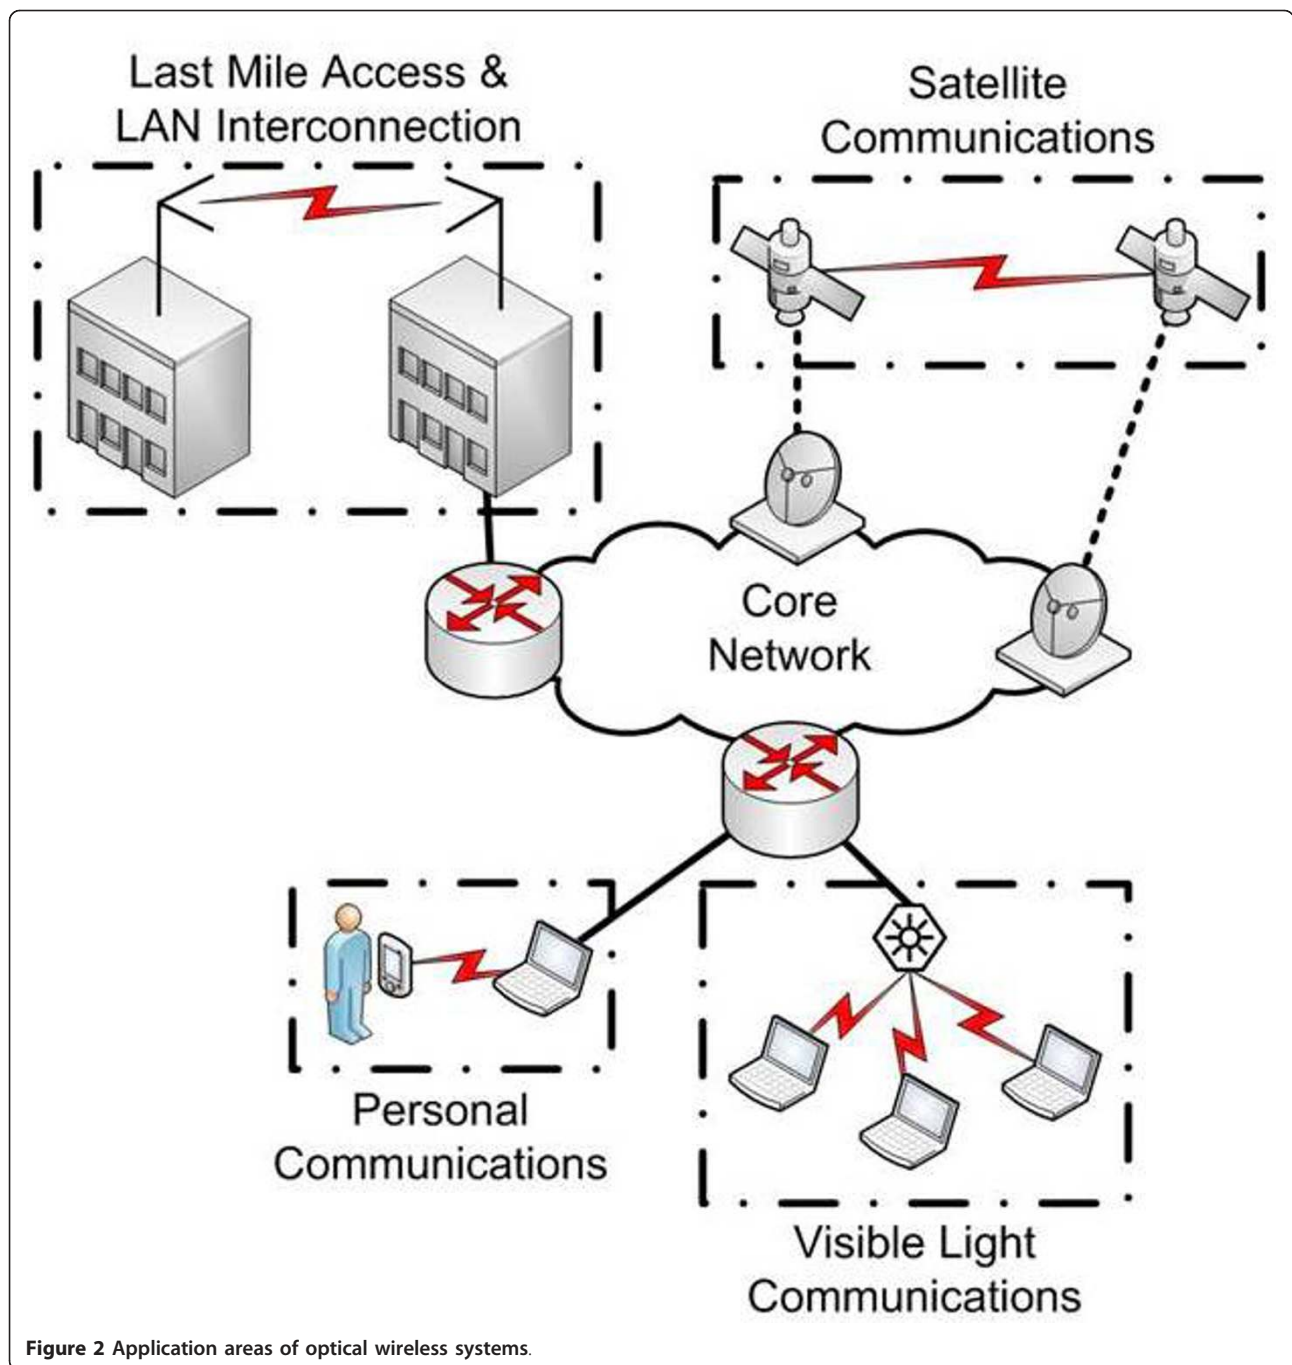 Last Mile Access &
LAN Interconnection
Satellite
Communications
Core
Network
Personal
Communications
Visible Light
Communications
Figure 2 Application areas of optical wireless systems.